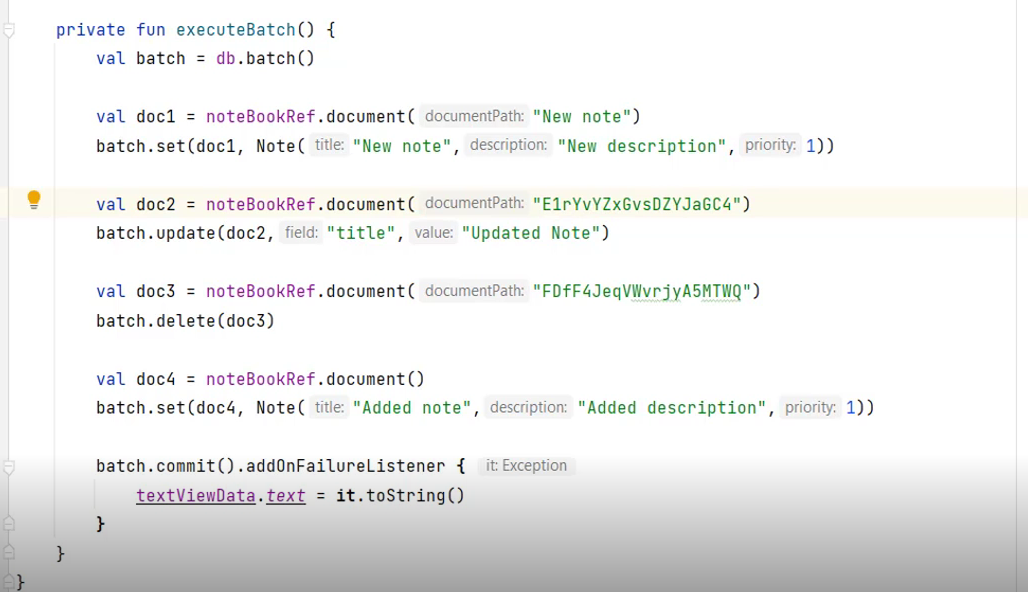 private fun executeBatch() {
val batch = db.batch()
val doc1 = noteBookRef.document( documentPath: "New note")
batch.set(doc1, Note( title: "New note", description: "New description", priority: 1))
val doc2 = noteBookRef.document( documentPath: "E1rYvYZxGvsDZYJaGC4")
batch.update(doc2, field: "title", value: "Updated Note")
val doc3 = noteBookRef.document( documentPath: "FDfF4JeqVWvrjyA5MTWQ")
batch.delete(doc3)
val doc4 = noteBookRef.document()
batch.set(doc4, Note( title: "Added note", description: "Added description", priority: 1))
batch.commit().addOnFailureListener { it: Exception
textViewData.text = it.toString()
}
}
}